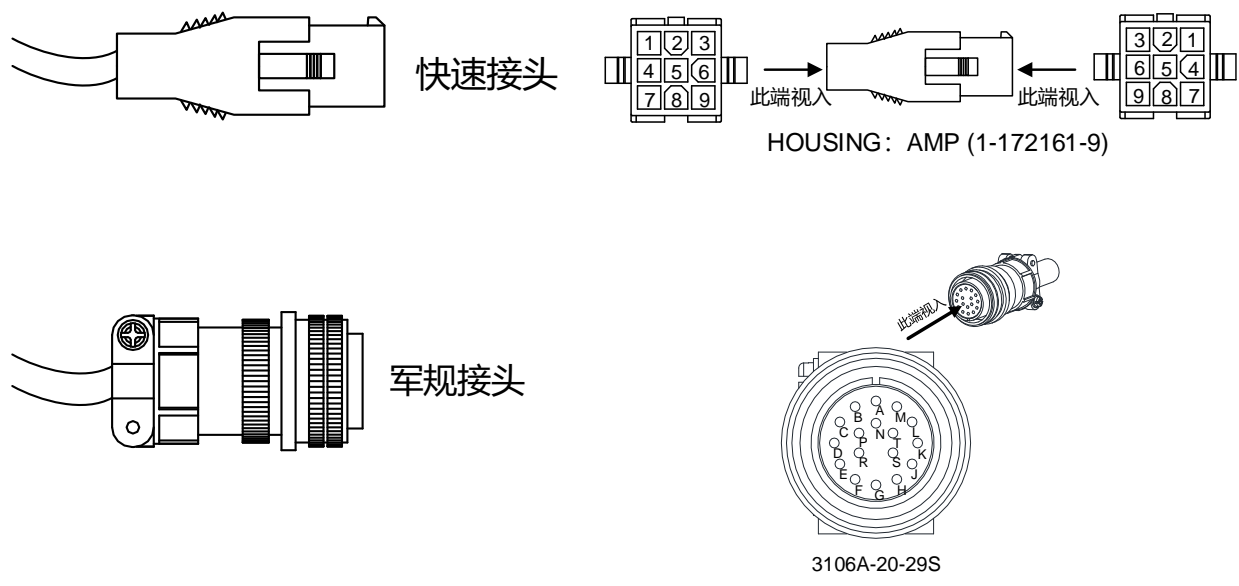 快速接头
1 2 3
4 5 6
7 8 9
此端视入
此端视入
3 2 1
6 5 4
9 8 7
HOUSING：AMP (1-172161-9)
军规接头
此端视入
A
B M
C N L
D P T K
E R S J
F G H
3106A-20-29S